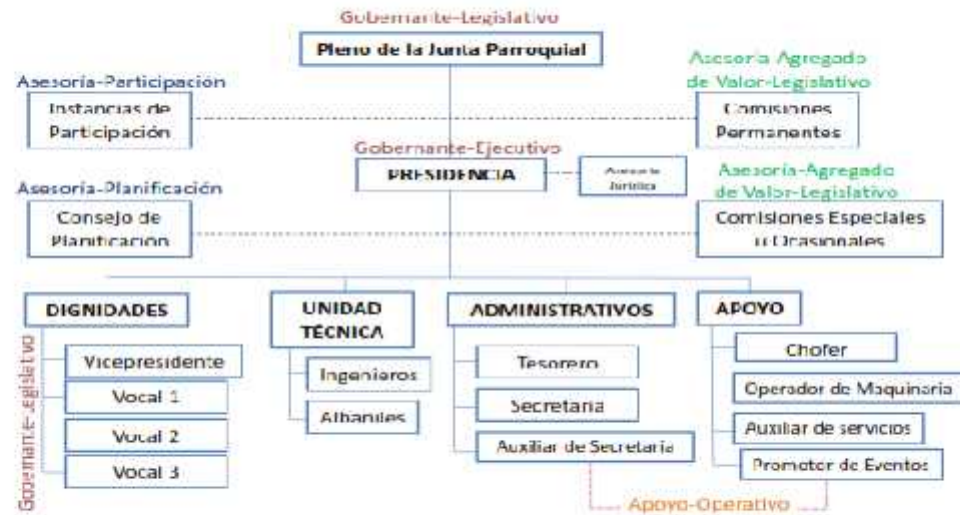 Gobernante-Legislativo
Pleno de la Junta Parroquial
Asesoría-Participación
Instancias de
Participación
Asesoría-Agregado
de Valor-Legislativo
Comisiones
Permanentes
Gobernante-Ejecutivo
PRESIDENCIA
Asesoría
Jurídica
Asesoría-Planificación
Consejo de
Planificación
Asesoría-Agregado
de Valor-Legislativo
Comisiones Especiales
u Ocasionales
DIGNIDADES
Gobernante-Legislativo
Vicepresidente
Vocal 1
Vocal 2
Vocal 3
UNIDAD
TÉCNICA
Ingenieros
Albañiles
ADMINISTRATIVOS
Tesorero
Secretaria
Auxiliar de Secretaria
APOYO
Chofer
Operador de Maquinaria
Auxiliar de servicios
Promotor de Eventos
Apoyo-Operativo